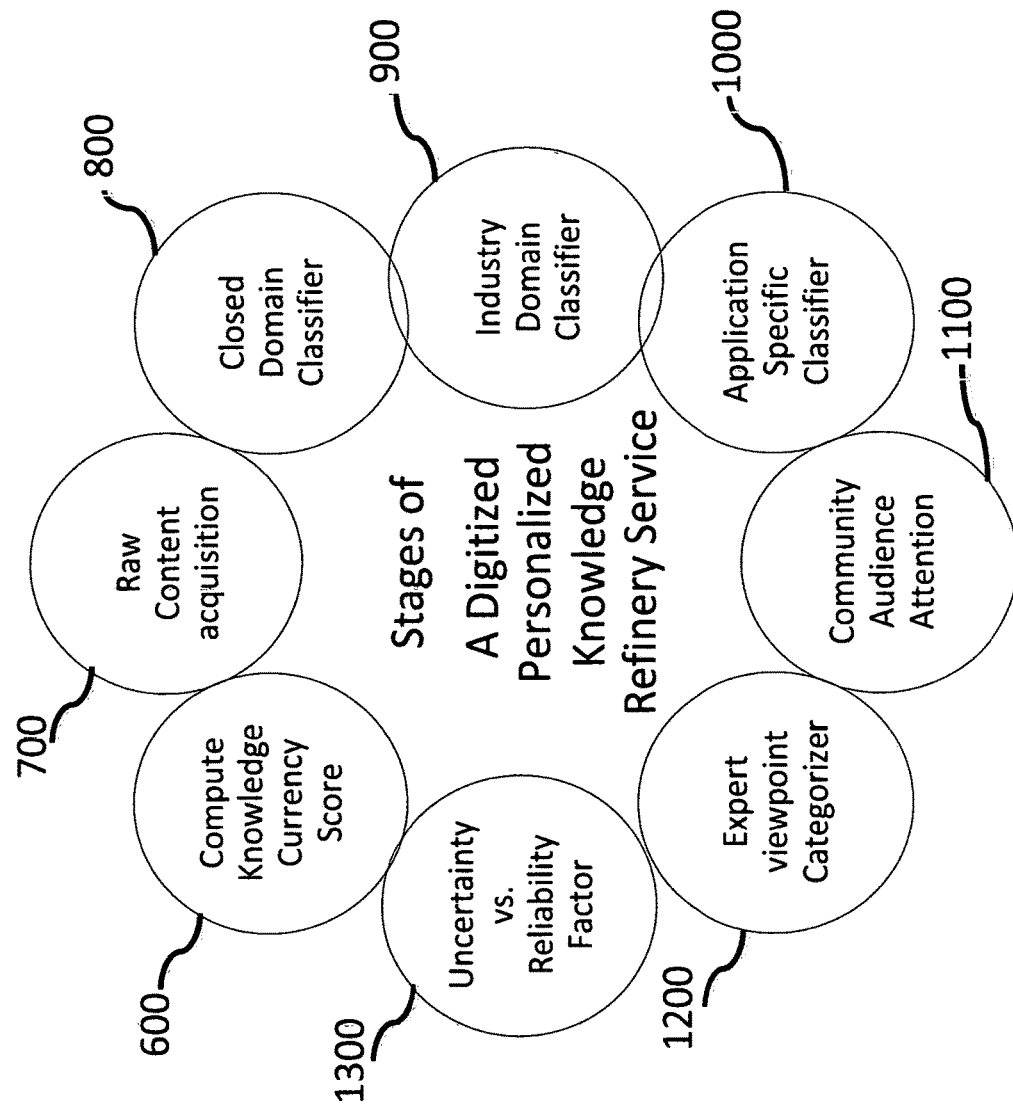 700
Raw
Content
acquisition
800
Closed
Domain
Classifier
900
Industry
Domain
Classifier
1000
Application
Specific
Classifier
1100
Community
Audience
Attention
1200
Expert
viewpoint
Categorizer
1300
Uncertainty
vs.
Reliability
Factor
600
Compute
Knowledge
Currency
Score
Stages of
A Digitized
Personalized
Knowledge
Refinery Service